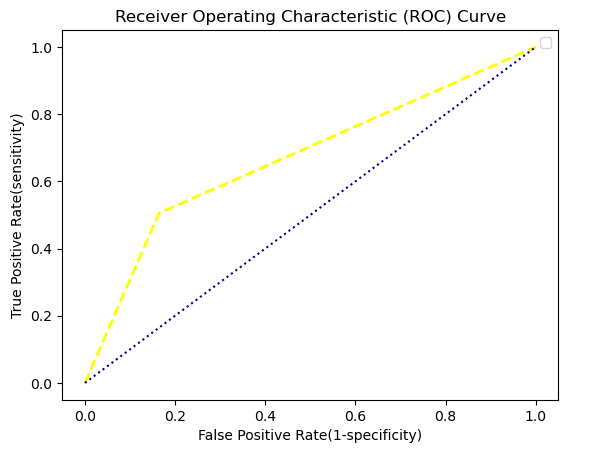 Receiver Operating Characteristic (ROC) Curve
1.0
0.8
0.6
0.4
0.2
0.0
True Positive Rate(sensitivity)
0.0 0.2 0.4 0.6 0.8 1.0
False Positive Rate(1-specificity)